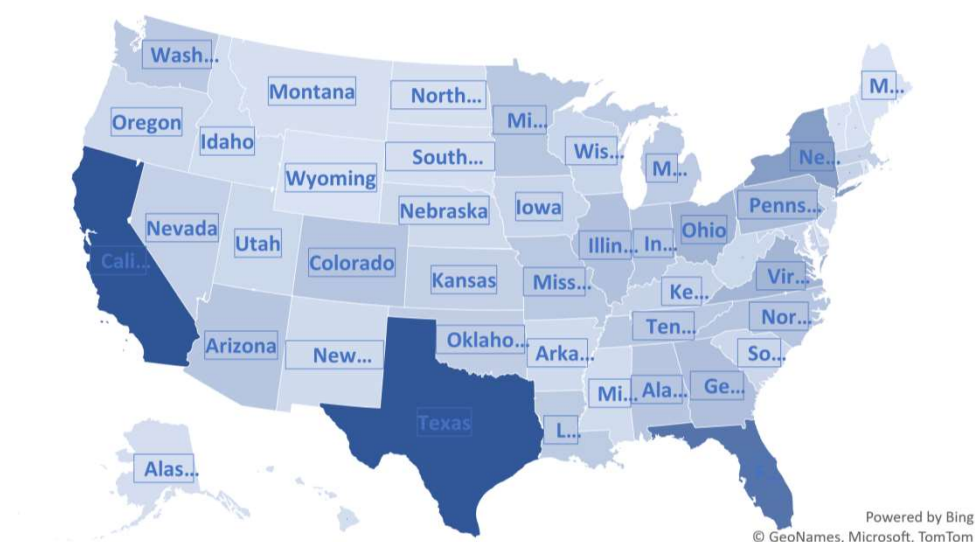 Wash...
Montana
North...
M...
Oregon
Mi...
Idaho
Wis...
Ne...
South...
M...
Wyoming
Nebraska
Iowa
Penns...
Nevada
Ohio
Utah
Illin...
In...
Cali...
Colorado
Kansas
Miss...
Vir...
Ke...
Nor...
Ten...
Arizona
New...
Oklaho...
Arka...
So...
Mi...
Ala...
Ge...
Texas
L...
Alas...
Powered by Bing
© GeoNames, Microsoft, TomTom